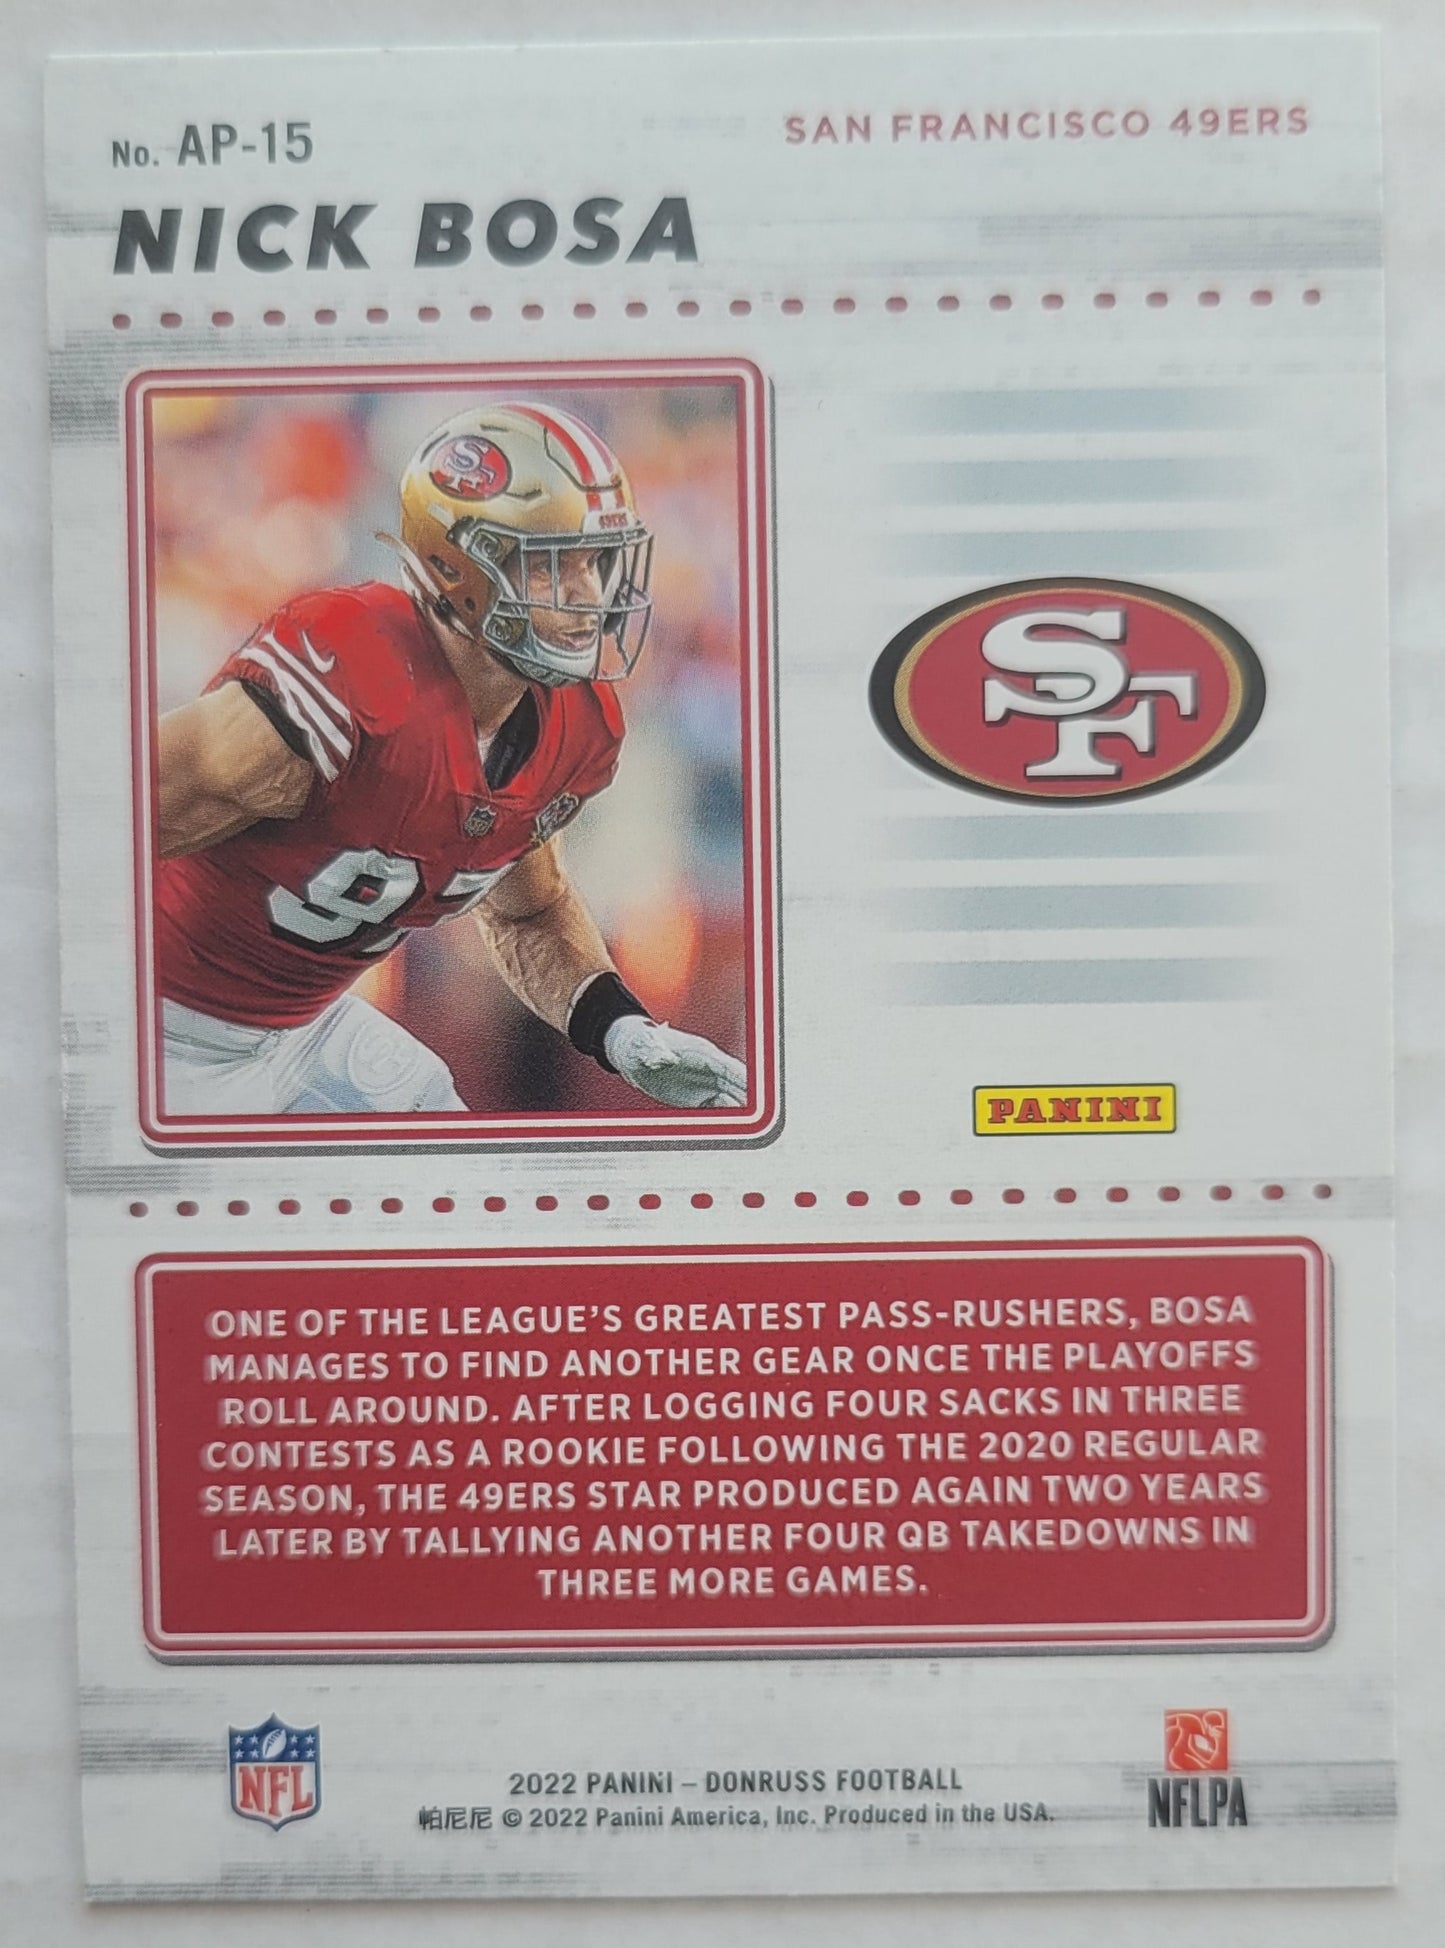 No. AP-15
SAN FRANCISCO 49ERS
NICK BOSA
SF
49ERS
97
SF
PANINI
ONE OF THE LEAGUE'S GREATEST PASS-RUSHERS, BOSA
MANAGES TO FIND ANOTHER GEAR ONCE THE PLAYOFFS
ROLL AROUND. AFTER LOGGING FOUR SACKS IN THREE
CONTESTS AS A ROOKIE FOLLOWING THE 2020 REGULAR
SEASON, THE 49ERS STAR PRODUCED AGAIN TWO YEARS
LATER BY TALLYING ANOTHER FOUR QB TAKEDOWNS IN
THREE MORE GAMES.
NFL
2022 PANINI – DONRUSS FOOTBALL
帕尼尼 © 2022 Panini America, Inc. Produced in the USA.
NFLPA